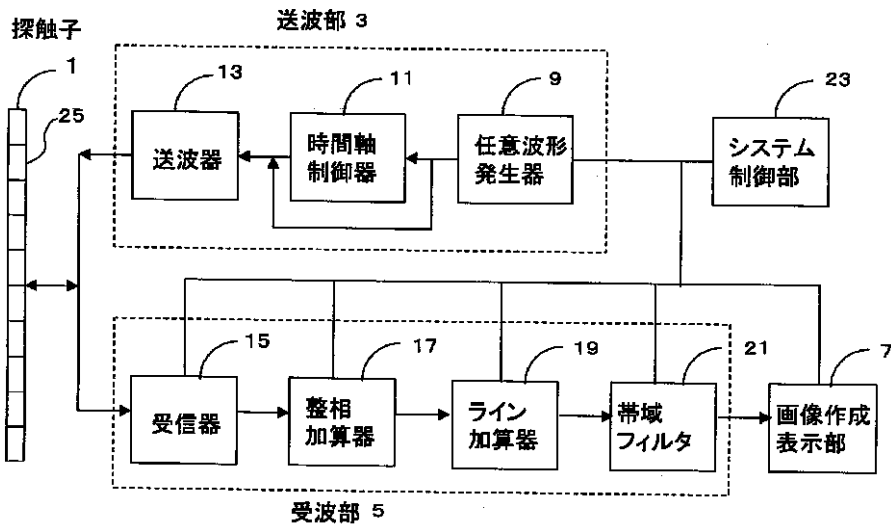 送波部 3
探触子
1
25
13
送波器
11
時間軸
制御器
9
任意波形
発生器
23
システム
制御部
15
受信器
17
整相
加算器
19
ライン
加算器
21
帯域
フィルタ
7
画像作成
表示部
受波部 5